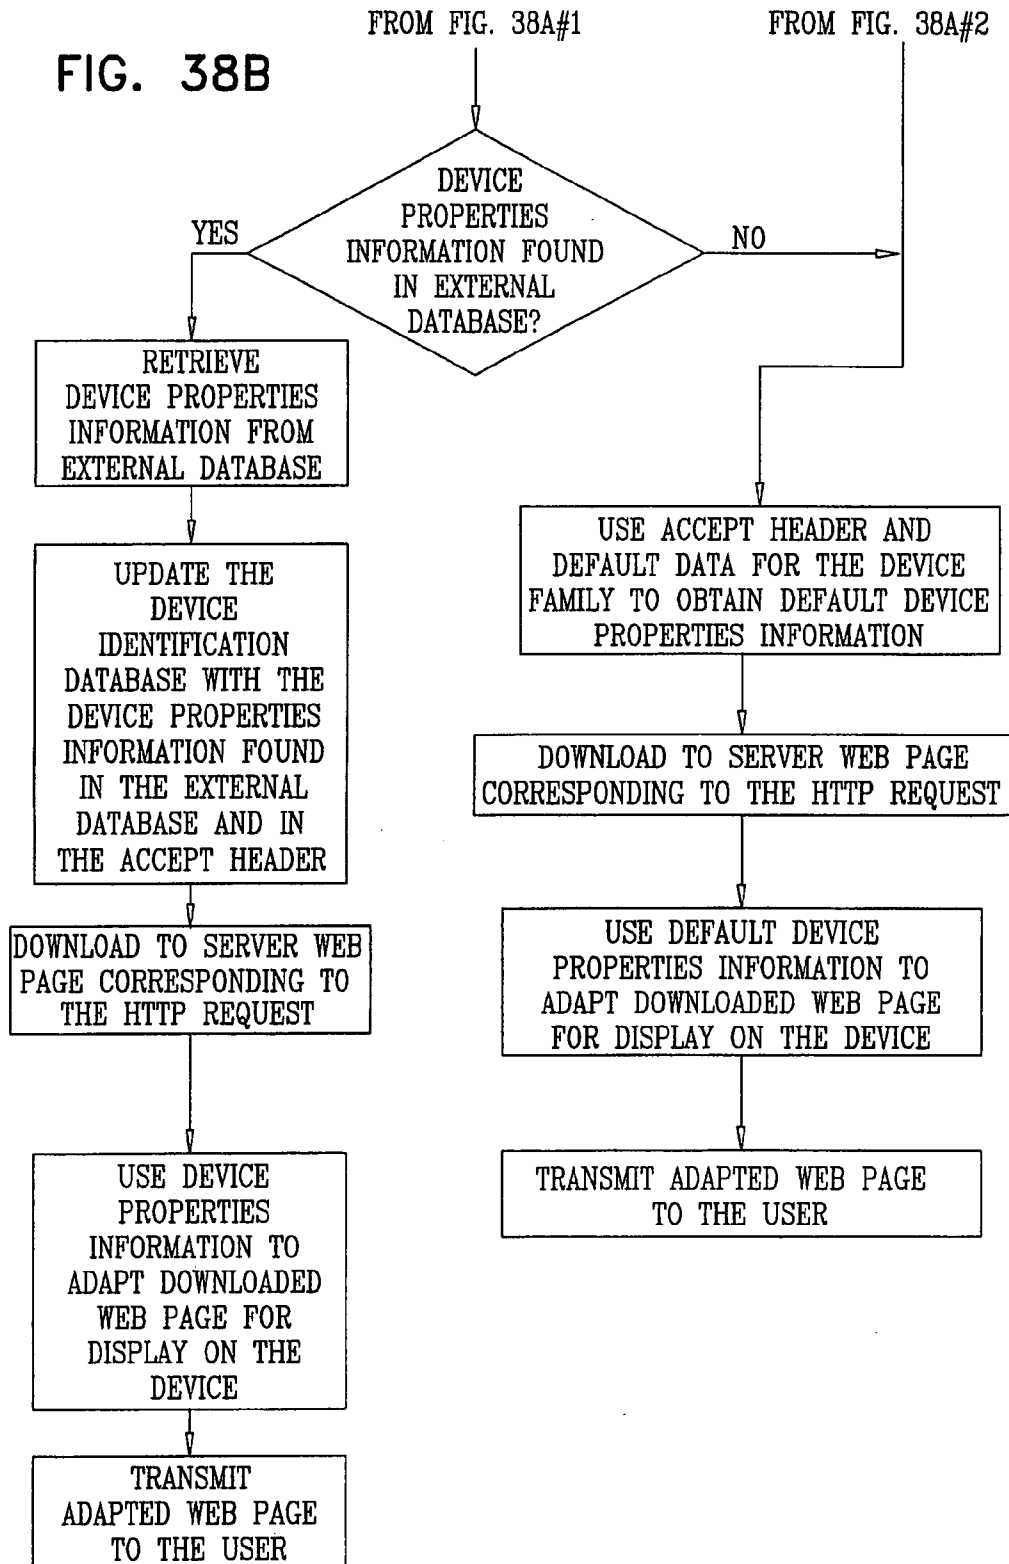 FROM FIG. 38A#1
FROM FIG. 38A#2
FIG. 38B
DEVICE
PROPERTIES
INFORMATION FOUND
IN EXTERNAL
DATABASE?
YES
NO
RETRIEVE
DEVICE PROPERTIES
INFORMATION FROM
EXTERNAL DATABASE
UPDATE THE
DEVICE
IDENTIFICATION
DATABASE WITH THE
DEVICE PROPERTIES
INFORMATION FOUND
IN THE EXTERNAL
DATABASE AND IN
THE ACCEPT HEADER
DOWNLOAD TO SERVER WEB
PAGE CORRESPONDING TO
THE HTTP REQUEST
USE DEVICE
PROPERTIES
INFORMATION TO
ADAPT DOWNLOADED
WEB PAGE FOR
DISPLAY ON THE
DEVICE
TRANSMIT
ADAPTED WEB PAGE
TO THE USER
USE ACCEPT HEADER AND
DEFAULT DATA FOR THE DEVICE
FAMILY TO OBTAIN DEFAULT DEVICE
PROPERTIES INFORMATION
DOWNLOAD TO SERVER WEB PAGE
CORRESPONDING TO THE HTTP REQUEST
USE DEFAULT DEVICE
PROPERTIES INFORMATION TO
ADAPT DOWNLOADED WEB PAGE
FOR DISPLAY ON THE DEVICE
TRANSMIT ADAPTED WEB PAGE
TO THE USER